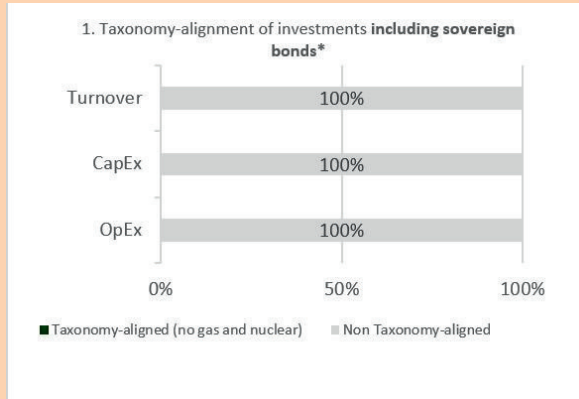 1. Taxonomy-alignment of investments including sovereign
bonds*
Turnover
100%
CapEx
100%
OpEx
100%
0%
50%
100%
Taxonomy-aligned (no gas and nuclear)
Non Taxonomy-aligned